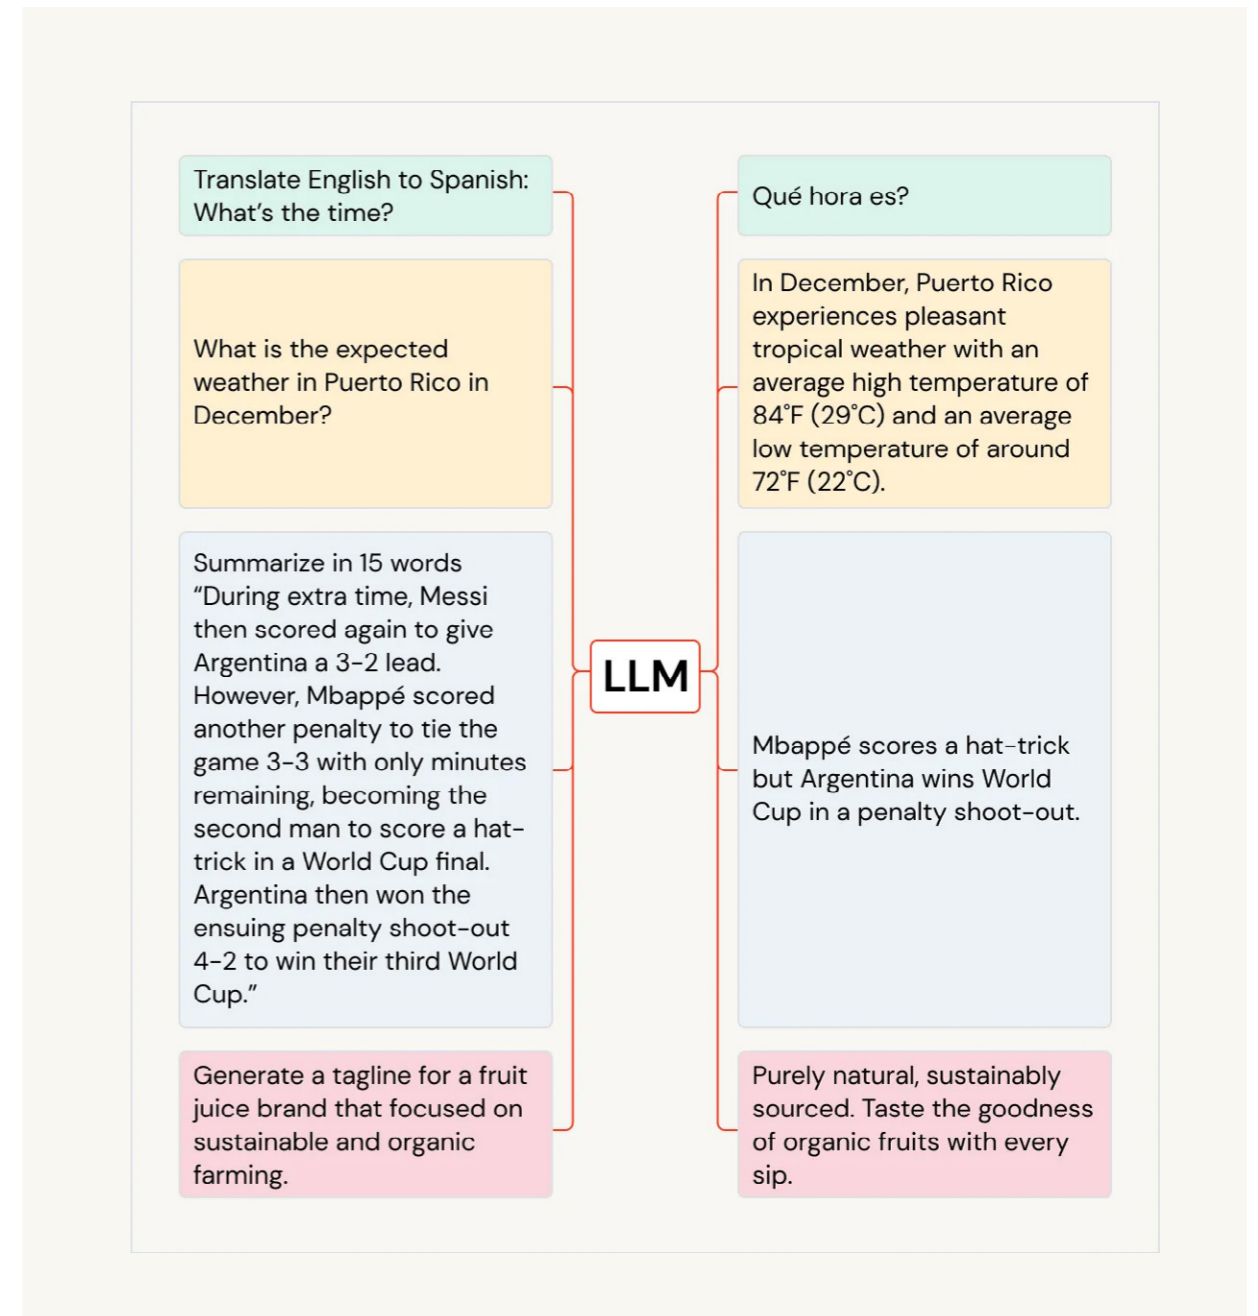 Translate English to Spanish:
What's the time?
Qué hora es?
What is the expected
weather in Puerto Rico in
December?
In December, Puerto Rico
experiences pleasant
tropical weather with an
average high temperature of
84°F (29°C) and an average
low temperature of around
72°F (22°C).
Summarize in 15 words
“During extra time, Messi
then scored again to give
Argentina a 3-2 lead.
However, Mbappé scored
another penalty to tie the
game 3-3 with only minutes
remaining, becoming the
second man to score a hat-
trick in a World Cup final.
Argentina then won the
ensuing penalty shoot-out
4-2 to win their third World
Cup.”
LLM
Mbappé scores a hat-trick
but Argentina wins World
Cup in a penalty shoot-out.
Generate a tagline for a fruit
juice brand that focused on
sustainable and organic
farming.
Purely natural, sustainably
sourced. Taste the goodness
of organic fruits with every
sip.